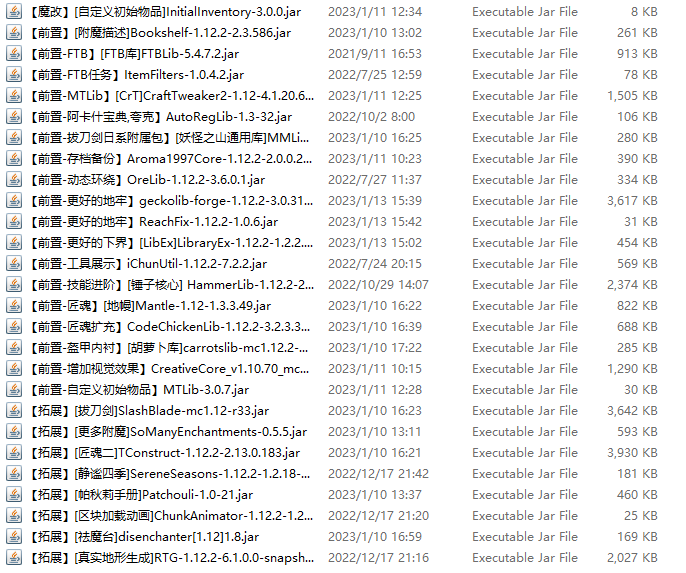 【魔改】[自定义初始物品]InitialInventory-3.0.0.jar 2023/1/11 12:34 Executable Jar File 8 KB
【前置】[附魔描述]Bookshelf-1.12.2-2.3.586.jar 2023/1/10 13:02 Executable Jar File 261 KB
【前置-FTB】[FTB库]FTBLib-5.4.7.2.jar 2021/9/11 16:53 Executable Jar File 913 KB
【前置-FTB任务】ItemFilters-1.0.4.2.jar 2022/7/25 12:59 Executable Jar File 78 KB
【前置-MTLib】[CrT]CraftTweaker2-1.12-4.1.20.6... 2023/1/11 12:25 Executable Jar File 1,505 KB
【前置-阿卡什宝典,夸克】AutoRegLib-1.3-32.jar 2022/10/2 8:00 Executable Jar File 106 KB
【前置-拔刀剑日系附属包】[妖怪之山通用库]MMLi... 2023/1/10 16:25 Executable Jar File 280 KB
【前置-存档备份】Aroma1997Core-1.12.2-2.0.0.2... 2023/1/11 10:23 Executable Jar File 390 KB
【前置-动态环绕】OreLib-1.12.2-3.6.0.1.jar 2022/7/27 11:37 Executable Jar File 334 KB
【前置-更好的地牢】geckolib-forge-1.12.2-3.0.31... 2023/1/13 15:39 Executable Jar File 3,617 KB
【前置-更好的地牢】ReachFix-1.12.2-1.0.6.jar 2023/1/13 15:42 Executable Jar File 31 KB
【前置-更好的下界】[LibEx]LibraryEx-1.12.2-1.2.2.... 2023/1/13 15:02 Executable Jar File 454 KB
【前置-工具展示】iChunUtil-1.12.2-7.2.2.jar 2022/7/24 20:15 Executable Jar File 569 KB
【前置-技能进阶】[锤子核心] HammerLib-1.12.2-2... 2022/10/29 14:07 Executable Jar File 2,374 KB
【前置-匠魂】[地幔]Mantle-1.12-1.3.3.49.jar 2023/1/10 16:22 Executable Jar File 822 KB
【前置-匠魂扩充】CodeChickenLib-1.12.2-3.2.3.3... 2023/1/10 16:39 Executable Jar File 688 KB
【前置-盔甲内衬】[胡萝卜库]carrotslib-mc1.12.2-... 2023/1/10 17:22 Executable Jar File 285 KB
【前置-增加视觉效果】CreativeCore_v1.10.70_mc... 2023/1/11 10:15 Executable Jar File 1,290 KB
【前置-自定义初始物品】MTLib-3.0.7.jar 2023/1/11 12:28 Executable Jar File 30 KB
【拓展】[拔刀剑]SlashBlade-mc1.12-r33.jar 2023/1/10 16:23 Executable Jar File 3,642 KB
【拓展】[更多附魔]SoManyEnchantments-0.5.5.jar 2023/1/10 13:11 Executable Jar File 593 KB
【拓展】[匠魂二]TConstruct-1.12.2-2.13.0.183.jar 2023/1/10 16:21 Executable Jar File 3,930 KB
【拓展】[静谧四季]SereneSeasons-1.12.2-1.2.18-... 2022/12/17 21:42 Executable Jar File 181 KB
【拓展】[帕秋莉手册]Patchouli-1.0-21.jar 2023/1/10 13:37 Executable Jar File 460 KB
【拓展】[区块加载动画]ChunkAnimator-1.12.2-1.2... 2022/12/17 21:20 Executable Jar File 25 KB
【拓展】[祛魔台]disenchanter[1.12]1.8.jar 2023/1/10 16:59 Executable Jar File 169 KB
【拓展】[真实地形生成]RTG-1.12.2-6.1.0.0-snapsh... 2022/12/17 21:16 Executable Jar File 2,027 KB